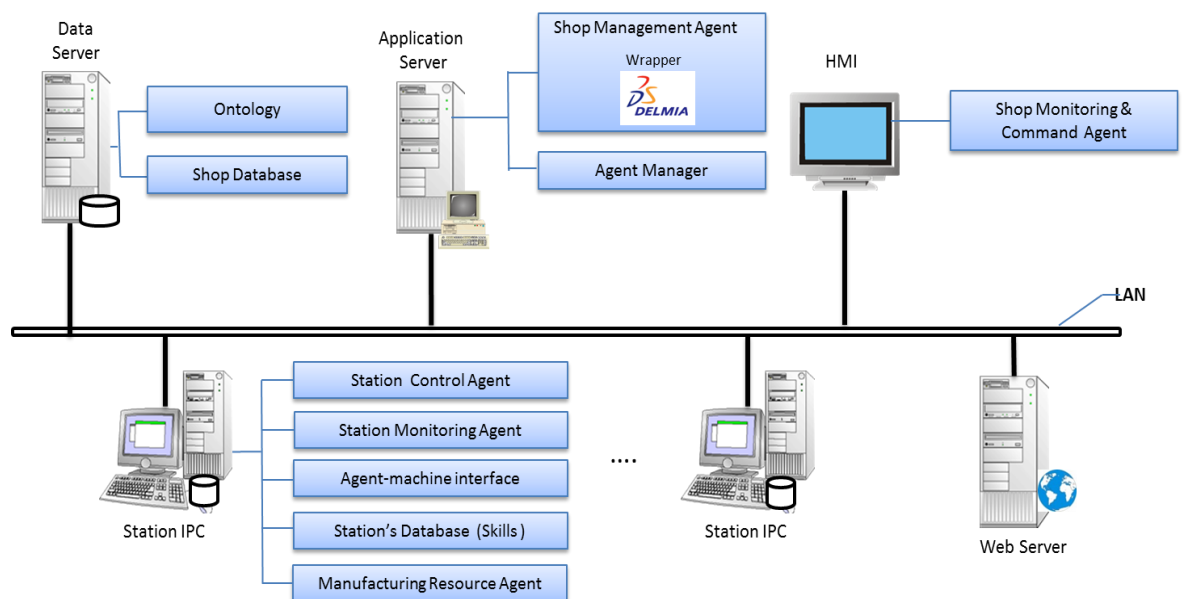 Data
Server
Ontology
Shop Database
Application
Server
Shop Management Agent
Wrapper
DS
DELMIA
Agent Manager
HMI
Shop Monitoring &
Command Agent
LAN
Station Control Agent
Station Monitoring Agent
Agent-machine interface
Station's Database (Skills )
Manufacturing Resource Agent
Station IPC
....
Station IPC
Web Server